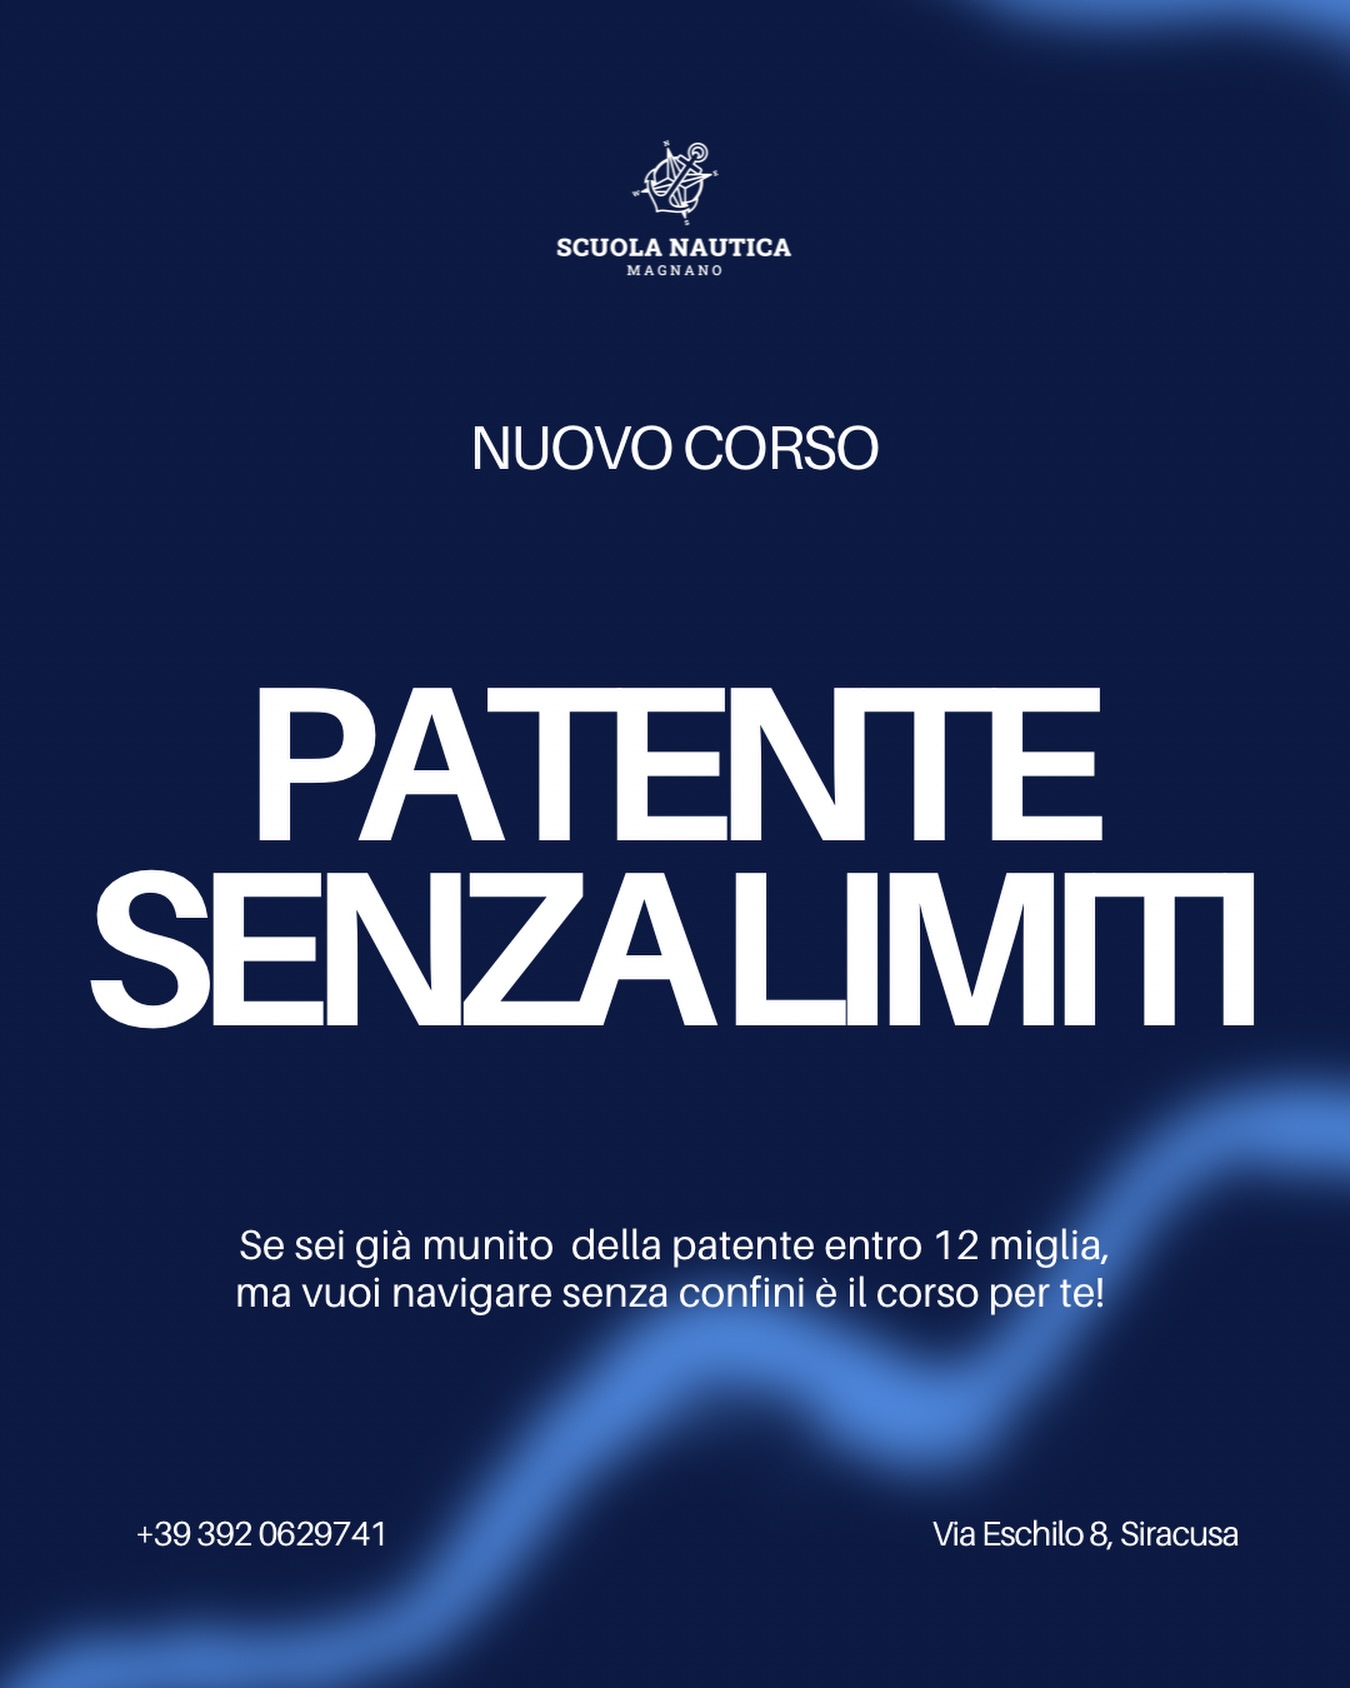 N
E
W
S
SCUOLA NAUTICA
MAGNANO
NUOVO CORSO
PATENTE
SENZA LIMITI
Se sei già munito della patente entro 12 miglia,
ma vuoi navigare senza confini è il corso per te!
+39 392 0629741
Via Eschilo 8, Siracusa